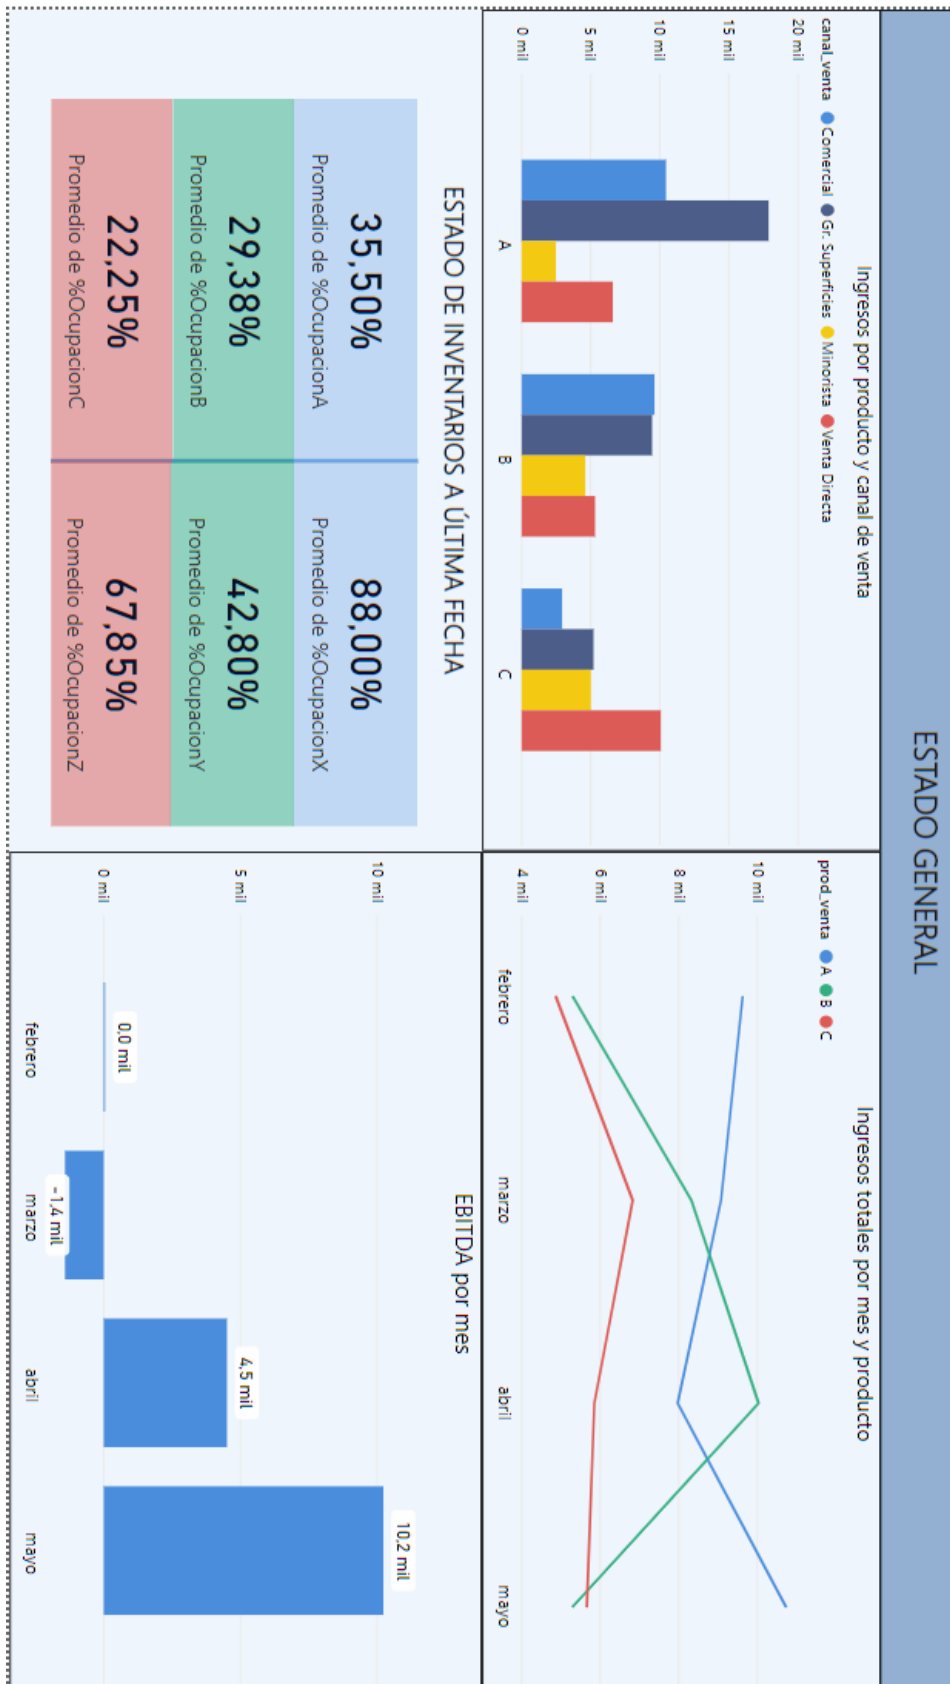 ESTADO GENERAL
Ingresos por producto y canal de venta
canal_venta Comercial Gr. Superficies Minorista Venta Directa
20 mil
15 mil
10 mil
5 mil
0 mil
A B C
Ingresos totales por mes y producto
prod_venta A B C
10 mil
8 mil
6 mil
4 mil
febrero marzo abril mayo
ESTADO DE INVENTARIOS A ÚLTIMA FECHA
35,50% 88,00%
Promedio de %OcupacionA Promedio de %OcupacionX
29,38% 42,80%
Promedio de %OcupacionB Promedio de %OcupacionY
22,25% 67,85%
Promedio de %OcupacionC Promedio de %OcupacionZ
EBITDA por mes
10 mil
5 mil
0 mil
0,0 mil
-1,4 mil
4,5 mil
10,2 mil
febrero marzo abril mayo